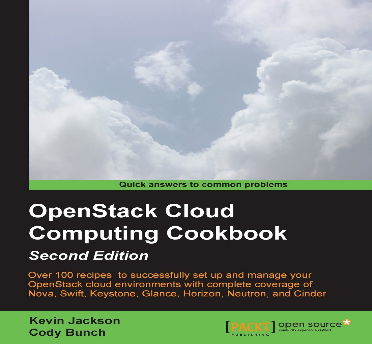 Quick answers to common problems
OpenStack Cloud
Computing Cookbook
Second Edition
Over 100 recipes to successfully set up and manage your
OpenStack cloud environments with complete coverage of
Nova, Swift, Keystone, Glance, Horizon, Neutron, and Cinder
Kevin Jackson
Cody Bunch
[PACKT] open source
PUBLISHING